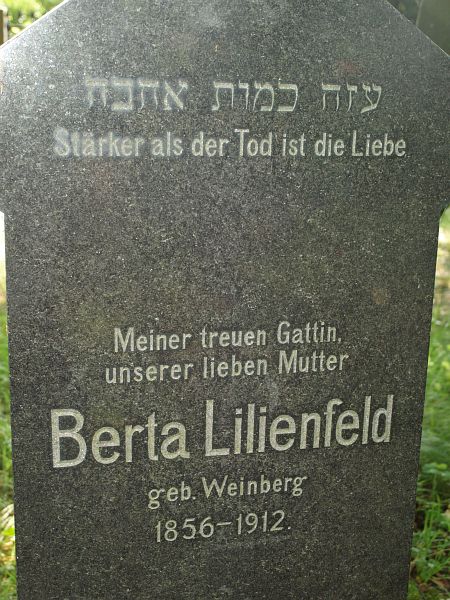 עזה כמות אהבה
Stärker als der Tod ist die Liebe.
Meiner treuen Gattin,
unserer lieben Mutter
Berta Lilienfeld
geb. Weinberg
1856-1912.